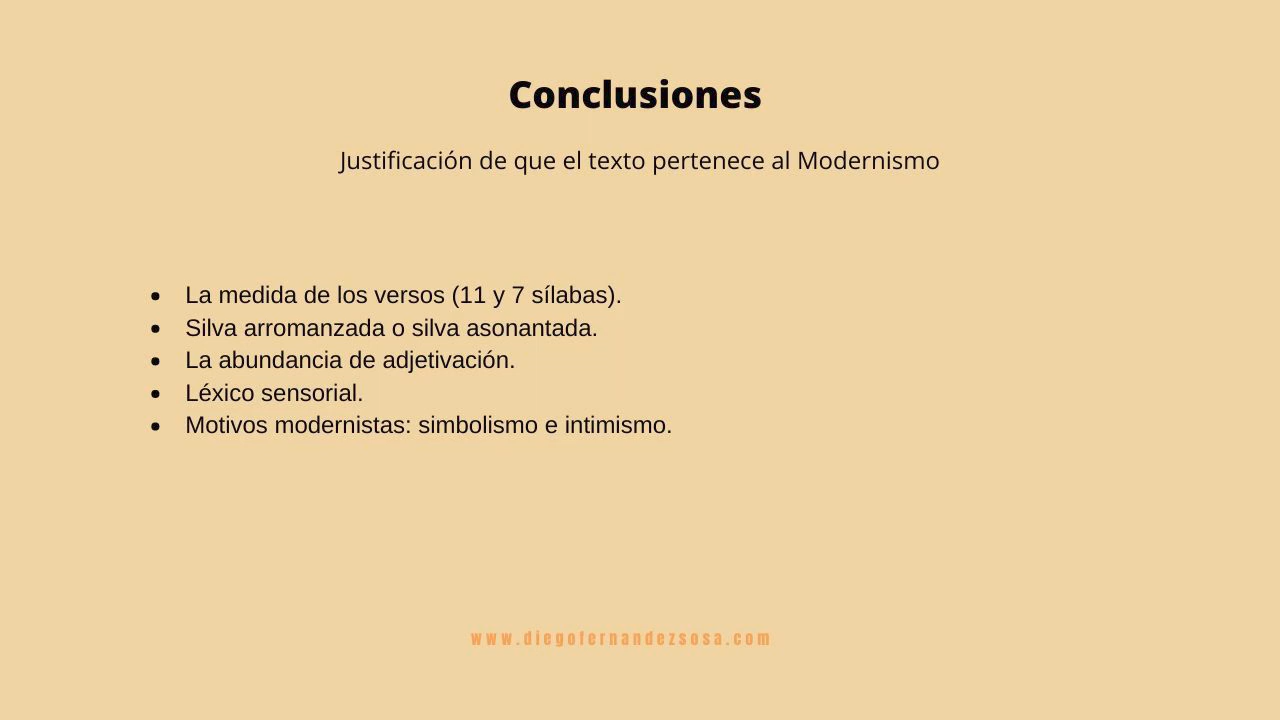 Conclusiones
Justificación de que el texto pertenece al Modernismo
• La medida de los versos (11 y 7 sílabas).
• Silva arromanzada o silva asonantada.
• La abundancia de adjetivación.
• Léxico sensorial.
• Motivos modernistas: simbolismo e intimismo.
www.diegofernandezsosa.com